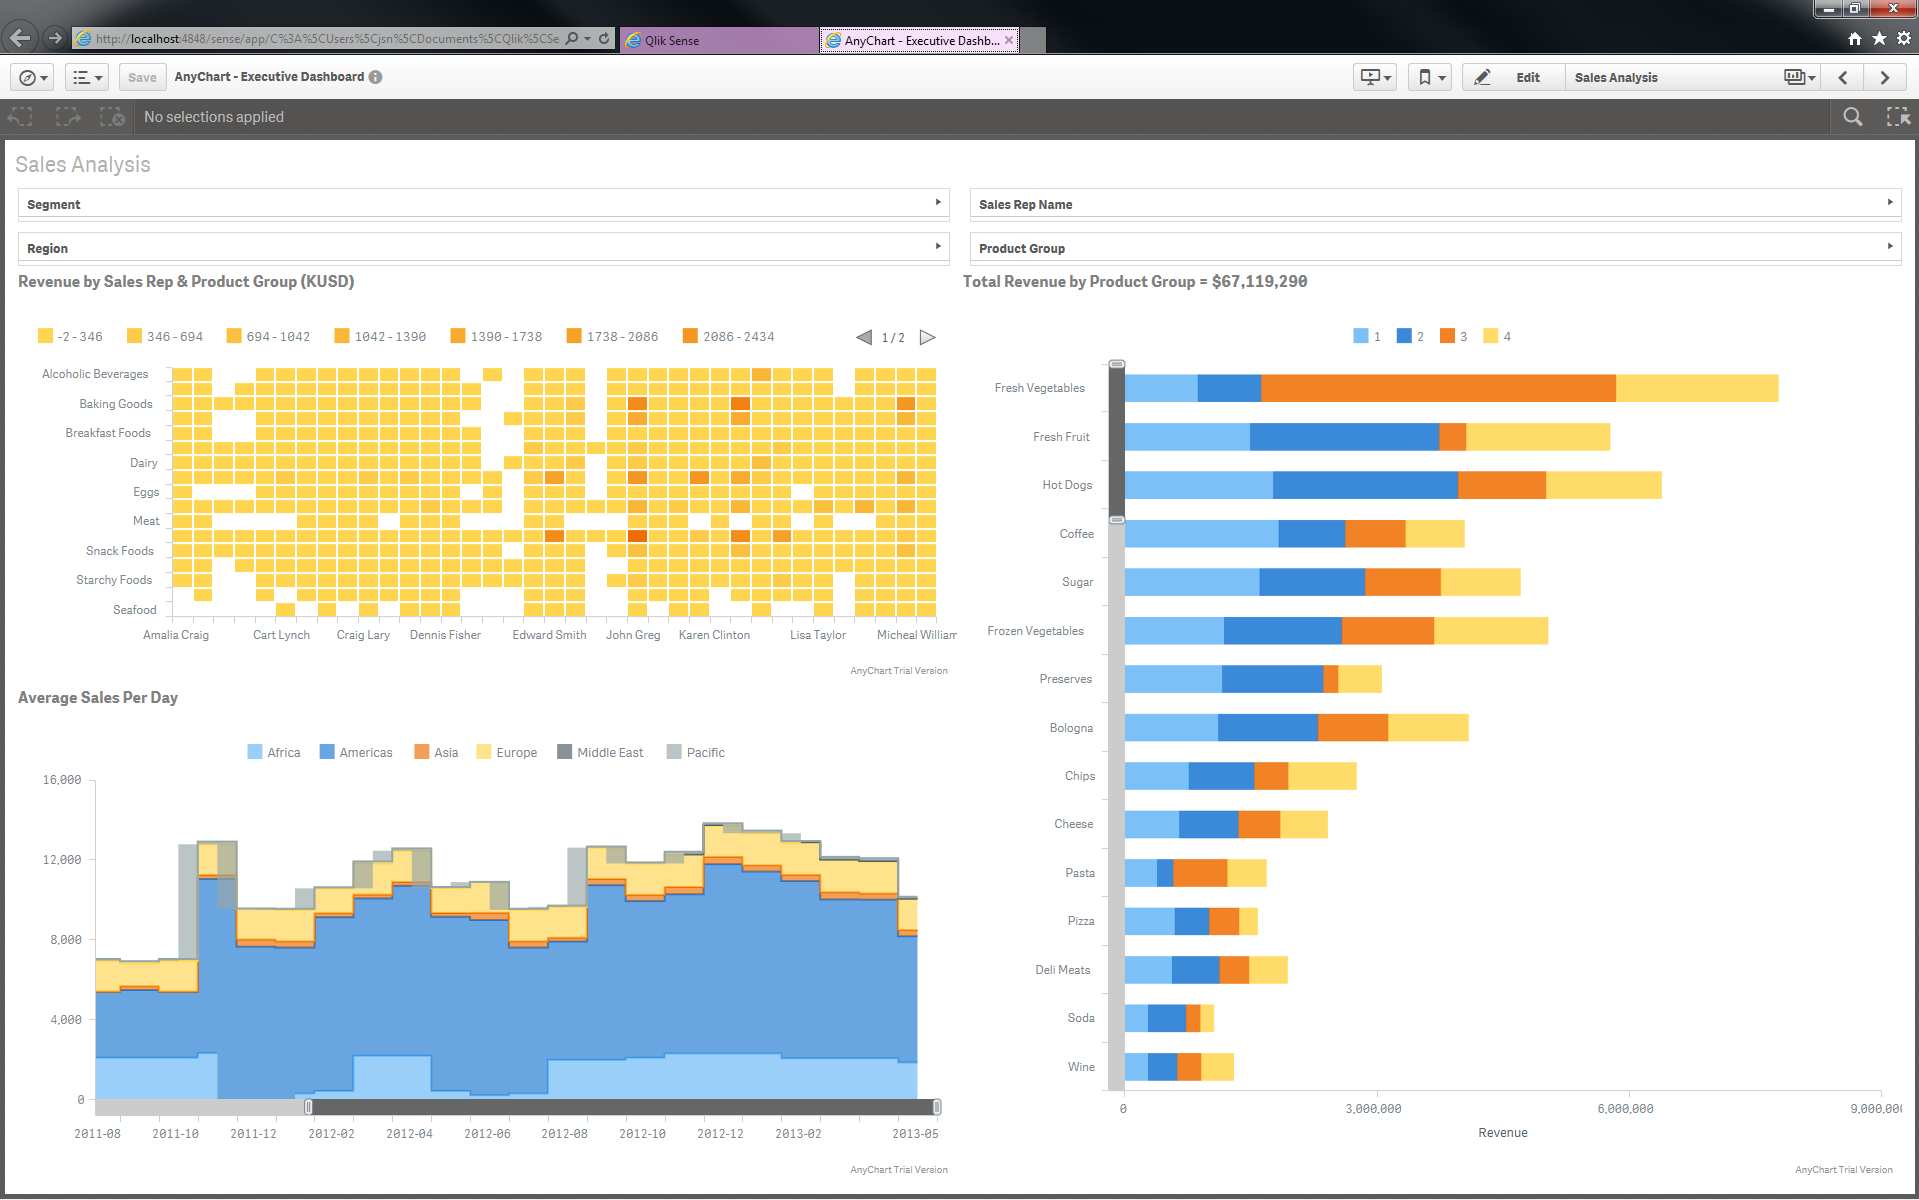 http://localhost:4848/sense/app/C%3A%5CUsers%5Cjsn%5CDocuments%5CQlik%5CSe
Qlik Sense
AnyChart - Executive Dashb...
Save
AnyChart - Executive Dashboard
Edit
Sales Analysis
No selections applied
Sales Analysis
Segment
Sales Rep Name
Region
Product Group
Revenue by Sales Rep & Product Group (KUSD)
-2 - 346
346 - 694
694 - 1042
1042 - 1390
1390 - 1738
1738 - 2086
2086 - 2434
1 / 2
Alcoholic Beverages
Baking Goods
Breakfast Foods
Dairy
Eggs
Meat
Snack Foods
Starchy Foods
Seafood
Amalia Craig
Cart Lynch
Craig Lary
Dennis Fisher
Edward Smith
John Greg
Karen Clinton
Lisa Taylor
Micheal William
AnyChart Trial Version
Average Sales Per Day
Africa
Americas
Asia
Europe
Middle East
Pacific
16,000
12,000
8,000
4,000
0
2011-08
2011-10
2011-12
2012-02
2012-04
2012-06
2012-08
2012-10
2012-12
2013-02
2013-05
AnyChart Trial Version
Total Revenue by Product Group = $67,119,290
1
2
3
4
Fresh Vegetables
Fresh Fruit
Hot Dogs
Coffee
Sugar
Frozen Vegetables
Preserves
Bologna
Chips
Cheese
Pasta
Pizza
Deli Meats
Soda
Wine
0
3,000,000
6,000,000
9,000,000
Revenue
AnyChart Trial Version